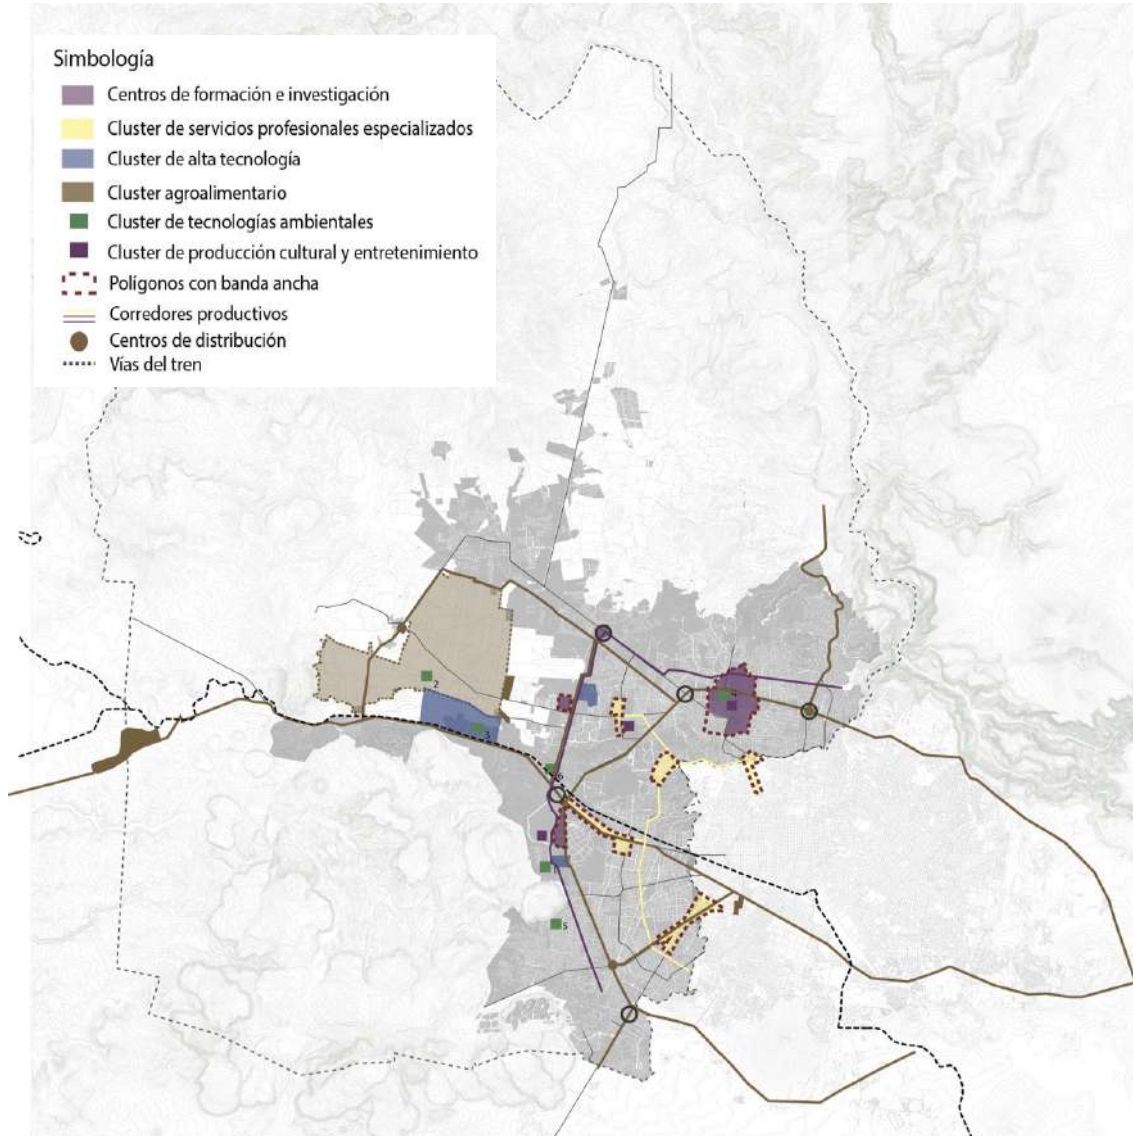 Simbología
Centros de formación e investigación
Cluster de servicios profesionales especializados
Cluster de alta tecnología
Cluster agroalimentario
Cluster de tecnologías ambientales
Cluster de producción cultural y entretenimiento
Polígonos con banda ancha
Corredores productivos
Centros de distribución
Vías del tren
2
3
6
5